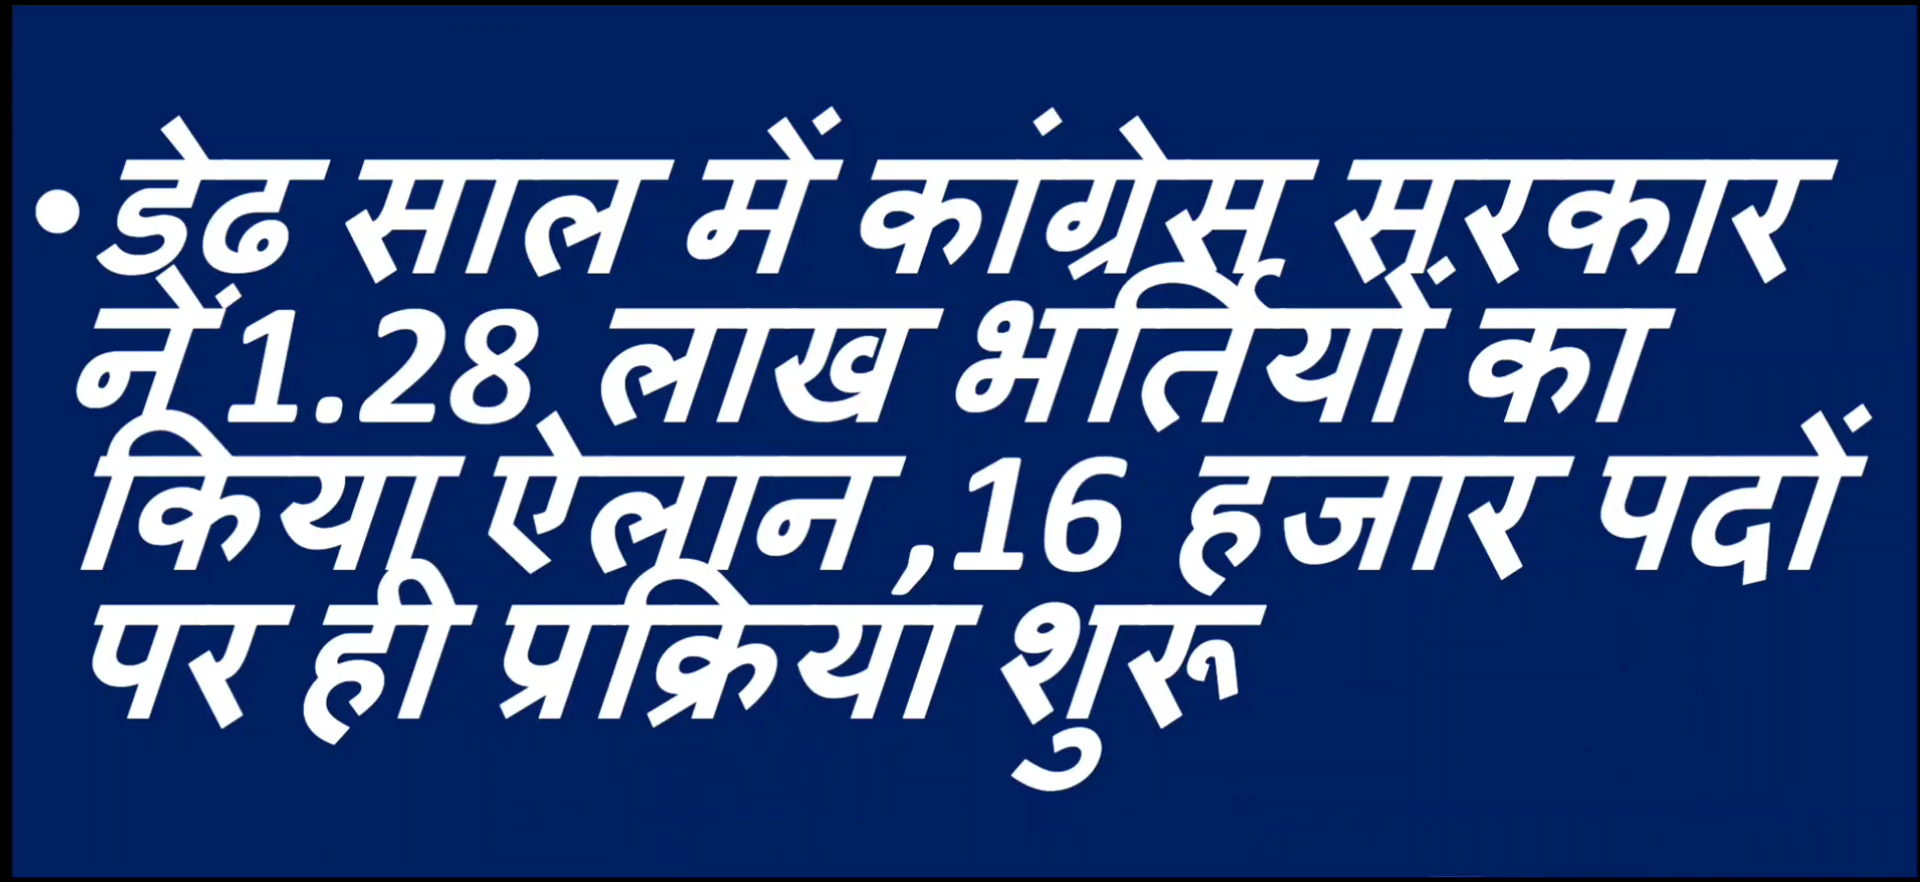 •डेढ साल में कांग्रेस सरकार
नें 1.28 लाख भर्तियों का
किया ऐलान ,16 हजार पदों
पर ही प्रक्रिया शुरू